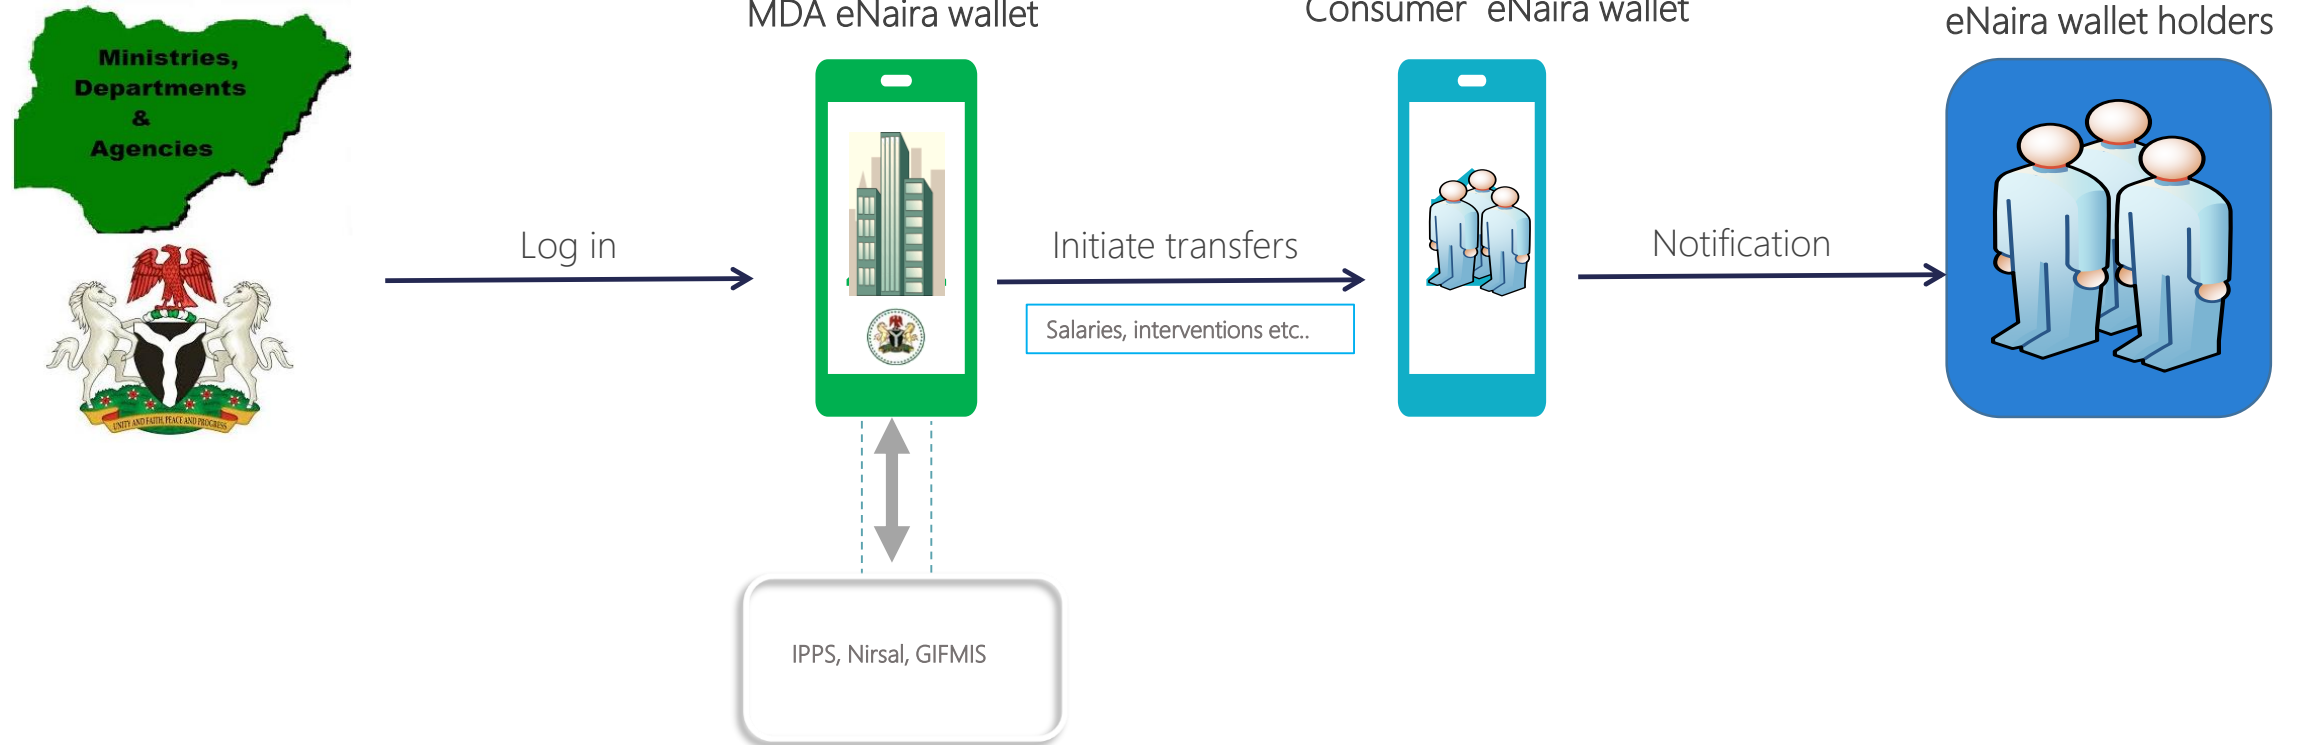 MDA eNaira wallet
Consumer eNaira wallet
eNaira wallet holders
Ministries,
Departments
&
Agencies
Log in
Initiate transfers
Notification
Salaries, interventions etc..
UNITY AND FAITH, PEACE AND PROGRESS
IPPS, Nirsal, GIFMIS